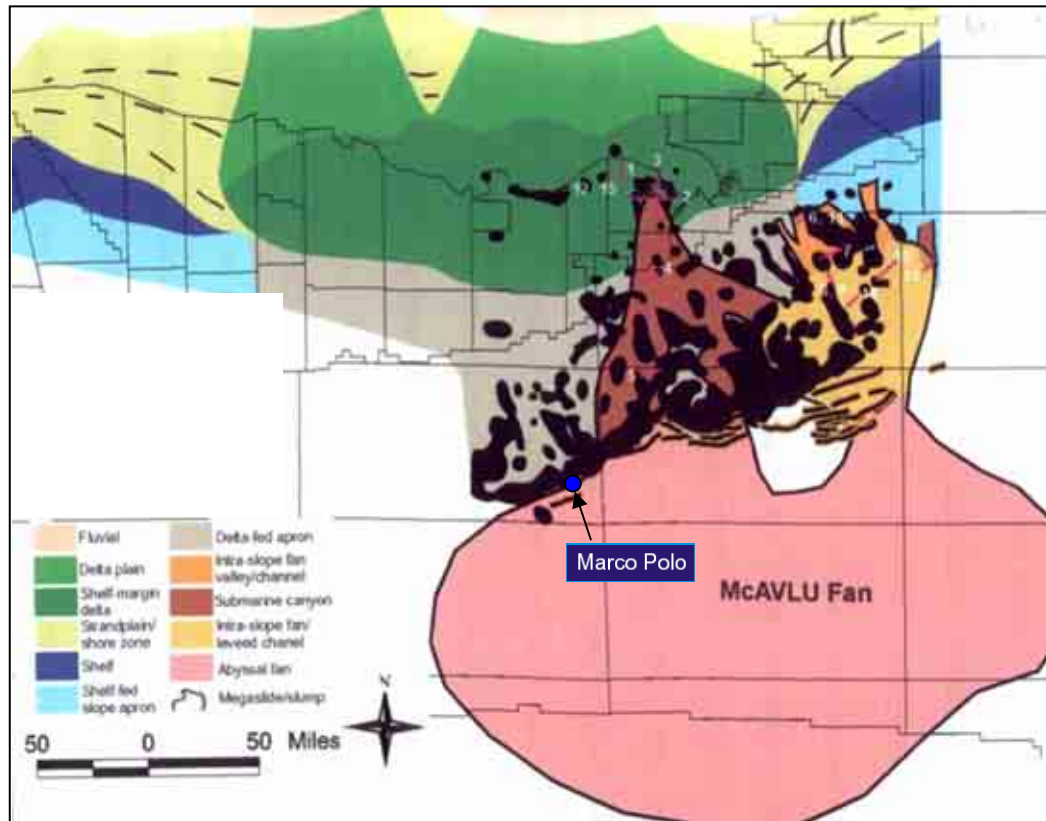 Marco Polo
McAVLU Fan
Fluvial
Delta plain
Shelf-margin
delta
Strandplain/
shore zone
Shelf
Shelf fed
slope apron
Delta fed apron
Intra-slope fan
valley/channel
Submarine canyon
Intra-slope fan/
leveed chanel
Abyssal fan
Megaslide/slump
N
50 0 50 Miles